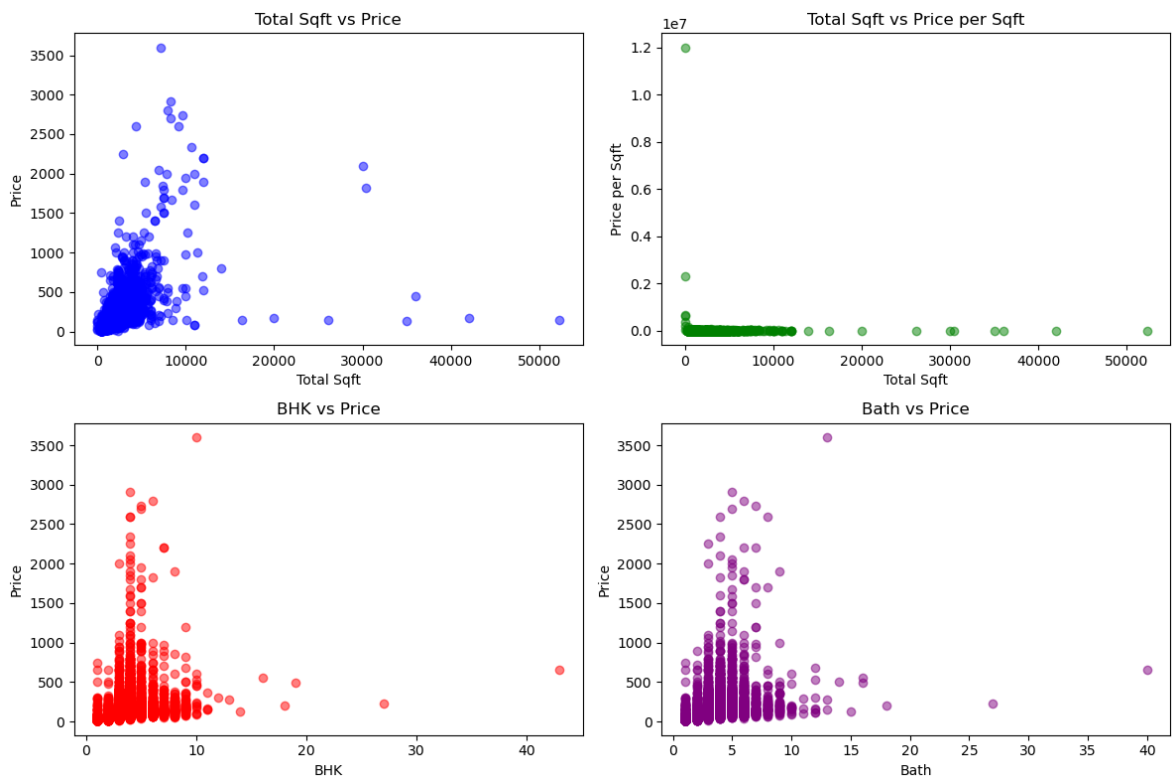 Total Sqft vs Price
Price
3500
3000
2500
2000
1500
1000
500
0
0 10000 20000 30000 40000 50000
Total Sqft
Total Sqft vs Price per Sqft
1e7
Price per Sqft
1.2
1.0
0.8
0.6
0.4
0.2
0.0
0 10000 20000 30000 40000 50000
Total Sqft
BHK vs Price
Price
3500
3000
2500
2000
1500
1000
500
0
0 10 20 30 40
BHK
Bath vs Price
Price
3500
3000
2500
2000
1500
1000
500
0
0 5 10 15 20 25 30 35 40
Bath